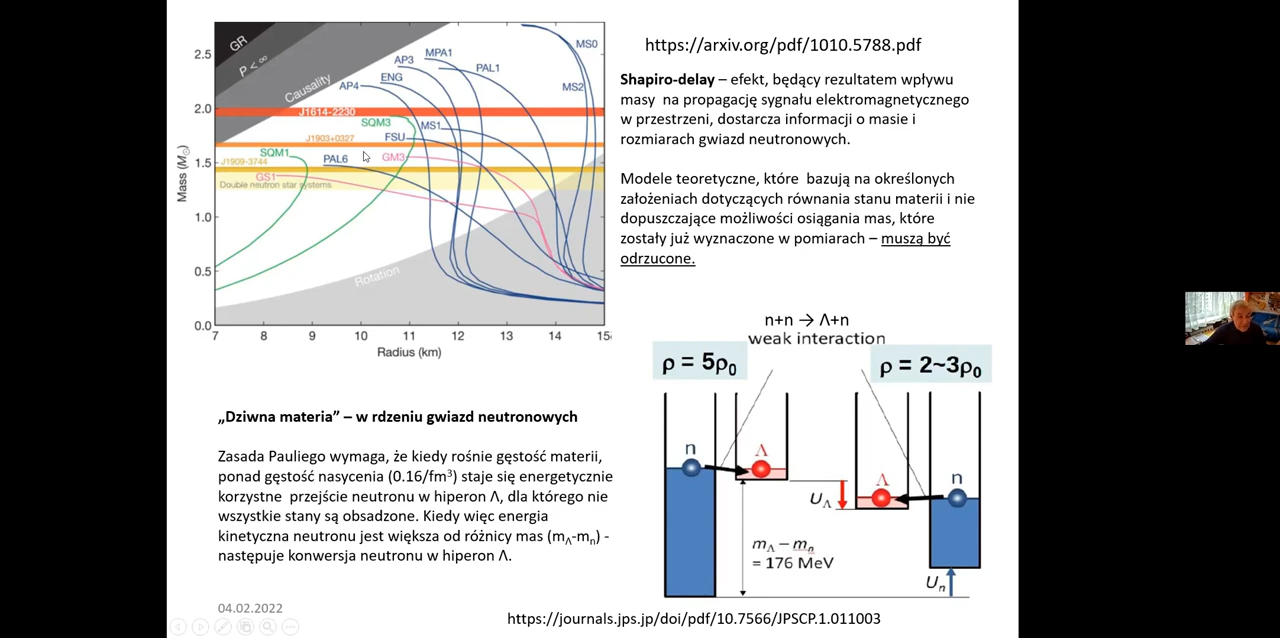 GR
P < ∞
Causality
AP3
MPA1
ENG
AP4
PAL1
MS0
MS2
J1614-2230
SQM3
FSU
MS1
J1903+0327
SQM1
PAL6
GM3
J1909-3744
GS1
Double neutron star systems
Rotation
2.5
2.0
1.5
1.0
0.5
0.0
Mass (M☉)
7 8 9 10 11 12 13 14 15
Radius (km)
https://arxiv.org/pdf/1010.5788.pdf
Shapiro-delay – efekt, będący rezultatem wpływu
masy na propagację sygnału elektromagnetycznego
w przestrzeni, dostarcza informacji o masie i
rozmiarach gwiazd neutronowych.
Modele teoretyczne, które bazują na określonych
założeniach dotyczących równania stanu materii i nie
dopuszczające możliwości osiągania mas, które
zostały już wyznaczone w pomiarach – muszą być
odrzucone.
n+n → Λ+n
weak interaction
ρ = 5ρ₀
ρ = 2~3ρ₀
n
Λ
Λ
n
U_Λ
m_Λ – m_n
= 176 MeV
U_n
„Dziwna materia” – w rdzeniu gwiazd neutronowych
Zasada Pauliego wymaga, że kiedy rośnie gęstość materii,
ponad gęstość nasycenia (0.16/fm³) staje się energetycznie
korzystne przejście neutronu w hiperon Λ, dla którego nie
wszystkie stany są obsadzone. Kiedy więc energia
kinetyczna neutronu jest większa od różnicy mas (m_Λ-m_n) -
następuje konwersja neutronu w hiperon Λ.
04.02.2022
https://journals.jps.jp/doi/pdf/10.7566/JPSCP.1.011003